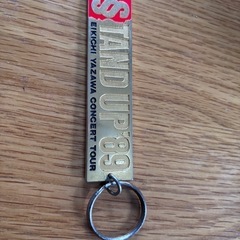 STAND UP '89
EIKICHI YAZAWA CONCERT TOUR